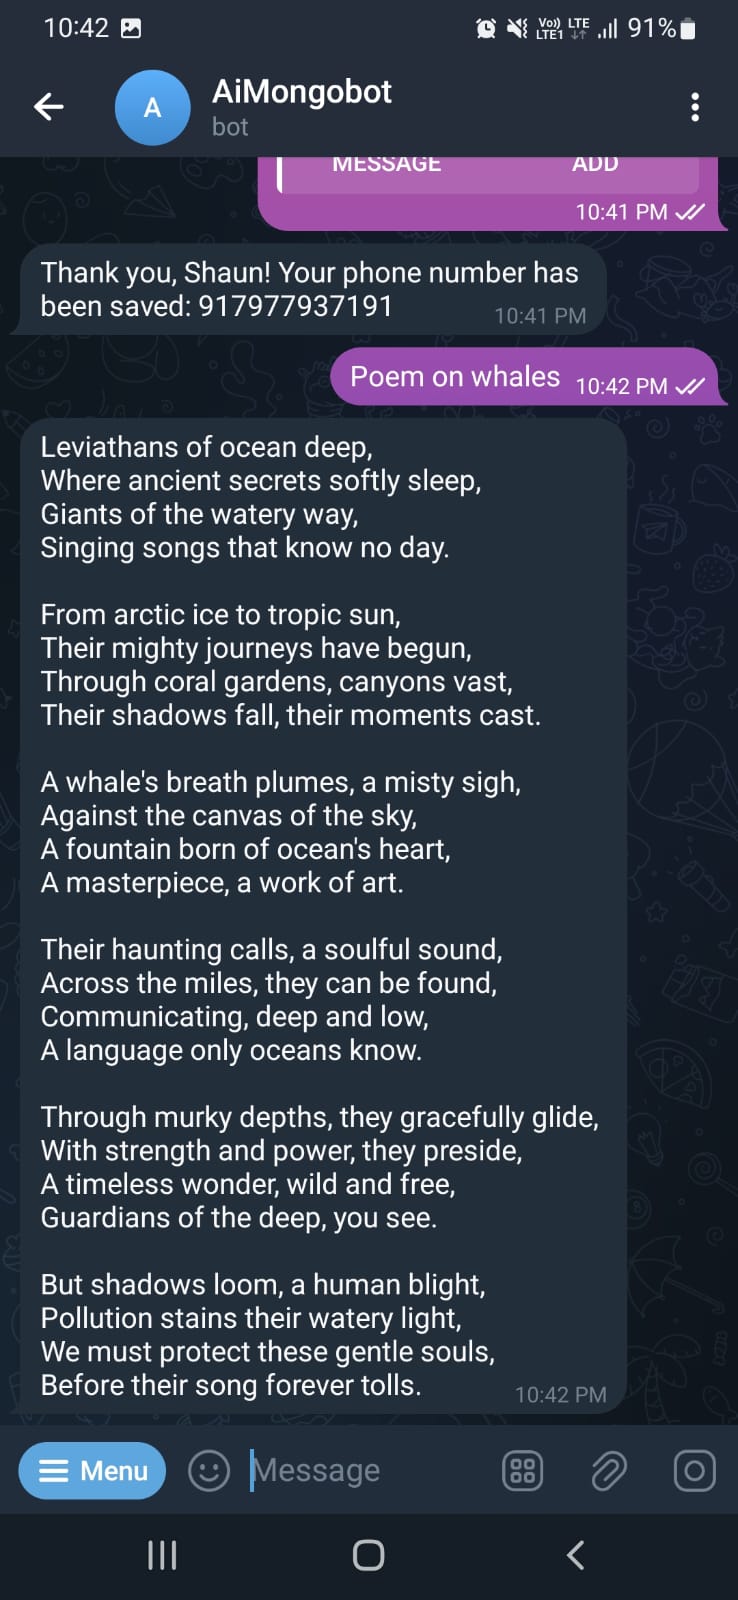 10:42
Vo)) LTE
LTE1
91%
A
AiMongobot
bot
MESSAGE ADD
10:41 PM
Thank you, Shaun! Your phone number has
been saved: 917977937191
10:41 PM
Poem on whales
10:42 PM
Leviathans of ocean deep,
Where ancient secrets softly sleep,
Giants of the watery way,
Singing songs that know no day.
From arctic ice to tropic sun,
Their mighty journeys have begun,
Through coral gardens, canyons vast,
Their shadows fall, their moments cast.
A whale's breath plumes, a misty sigh,
Against the canvas of the sky,
A fountain born of ocean's heart,
A masterpiece, a work of art.
Their haunting calls, a soulful sound,
Across the miles, they can be found,
Communicating, deep and low,
A language only oceans know.
Through murky depths, they gracefully glide,
With strength and power, they preside,
A timeless wonder, wild and free,
Guardians of the deep, you see.
But shadows loom, a human blight,
Pollution stains their watery light,
We must protect these gentle souls,
Before their song forever tolls.
10:42 PM
Menu
Message